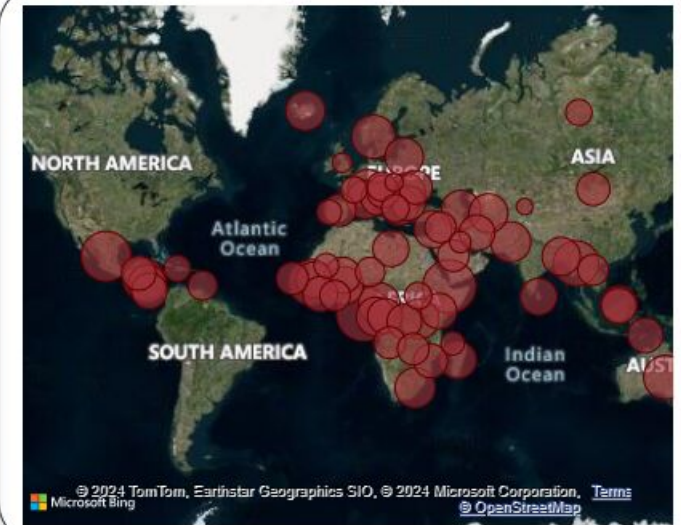 NORTH AMERICA
EUROPE
ASIA
Atlantic
Ocean
SOUTH AMERICA
Indian
Ocean
© 2024 TomTom, Earthstar Geographics SIO, © 2024 Microsoft Corporation, Terms
Microsoft Bing
© OpenStreetMap